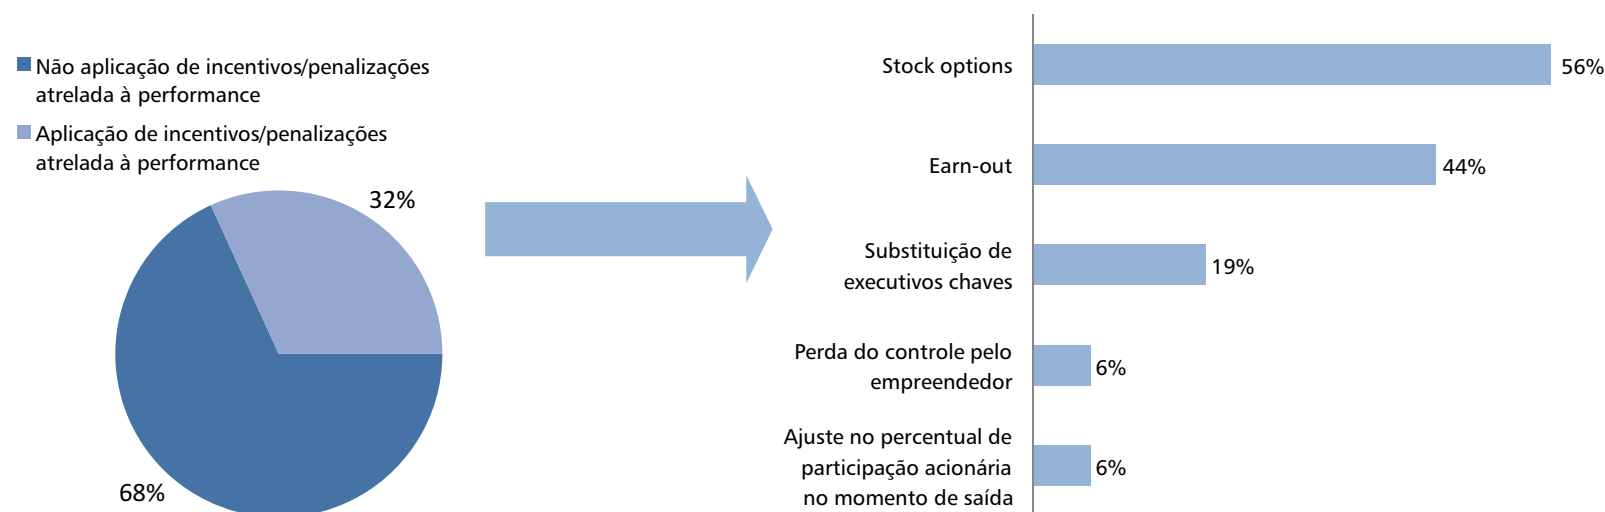 Não aplicação de incentivos/penalizações
atrelada à performance
Aplicação de incentivos/penalizações
atrelada à performance
32%
68%
Stock options
56%
Earn-out
44%
Substituição de
executivos chaves
19%
Perda do controle pelo
empreendedor
6%
Ajuste no percentual de
participação acionária
no momento de saída
6%